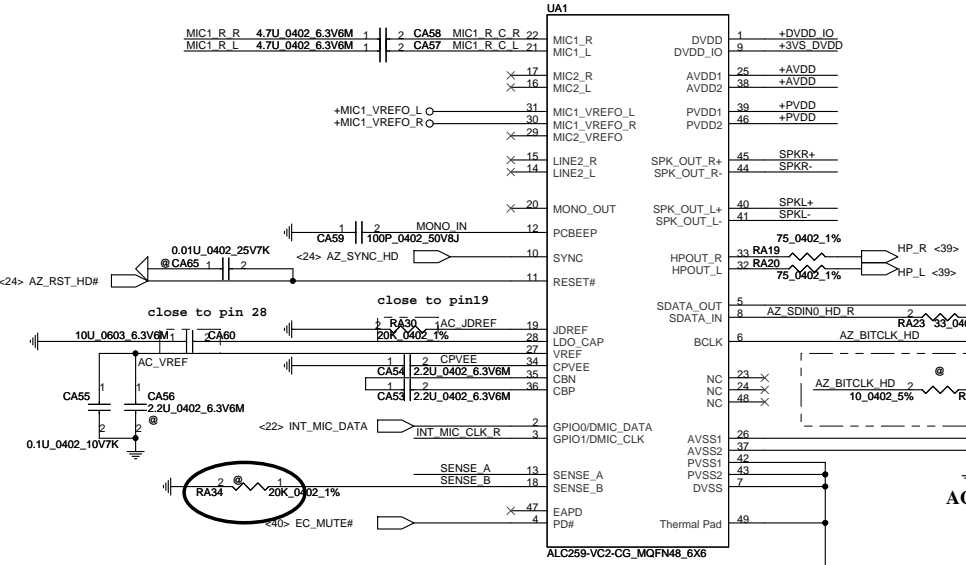 UA1
MIC1_R_R 4.7U_0402_6.3V6M 1 2 CA58 MIC1_R_C_R 22 MIC1_R DVDD 1 +DVDD_IO
MIC1_R_L 4.7U_0402_6.3V6M 1 2 CA57 MIC1_R_C_L 21 MIC1_L DVDD_IO 9 +3VS_DVDD
17 MIC2_R AVDD1 25 +AVDD
16 MIC2_L AVDD2 38 +AVDD
+MIC1_VREFO_L 31 MIC1_VREFO_L PVDD1 39 +PVDD
+MIC1_VREFO_R 30 MIC1_VREFO_R PVDD2 46 +PVDD
29 MIC2_VREFO
15 LINE2_R SPK_OUT_R+ 45 SPKR+
14 LINE2_L SPK_OUT_R- 44 SPKR-
20 MONO_OUT SPK_OUT_L+ 40 SPKL+
SPK_OUT_L- 41 SPKL-
1 2 MONO_IN 12 PCBEEP
CA59 100P_0402_50V8J
75_0402_1%
<24> AZ_SYNC_HD 10 SYNC HPOUT_R 33 RA19 HP_R <39>
0.01U_0402_25V7K
@ CA65 1 2 HPOUT_L 32 RA20 HP_L <39>
75_0402_1%
<24> AZ_RST_HD# 11 RESET#
close to pin19
close to pin 28
SDATA_OUT 5
SDATA_IN 8 AZ_SDIN0_HD_R 2
RA23 33_04
2 RA30 1 AC_JDREF 19 JDREF
20K_0402_1%
10U_0603_6.3V6M 1 2 CA60 28 LDO_CAP
AC_VREF 27 VREF BCLK 6 AZ_BITCLK_HD
1 2 CPVEE 34 CPVEE
CA54 2.2U_0402_6.3V6M 35 CBN NC 23
1 2 36 CBP NC 24
CA53 2.2U_0402_6.3V6M NC 48
@
AZ_BITCLK_HD 2
10_0402_5% R
1 1
CA55 CA56
2.2U_0402_6.3V6M
2 2 @
0.1U_0402_10V7K
<22> INT_MIC_DATA 2 GPIO0/DMIC_DATA
INT_MIC_CLK_R 3 GPIO1/DMIC_CLK AVSS1 26
AVSS2 37
PVSS1 42
SENSE_A 13 SENSE_A PVSS2 43
SENSE_B 18 SENSE_B DVSS 7
2 @ 1
RA34 20K_0402_1%
47 EAPD
<40> EC_MUTE# 4 PD# Thermal Pad 49
ALC259-VC2-CG_MQFN48_6X6